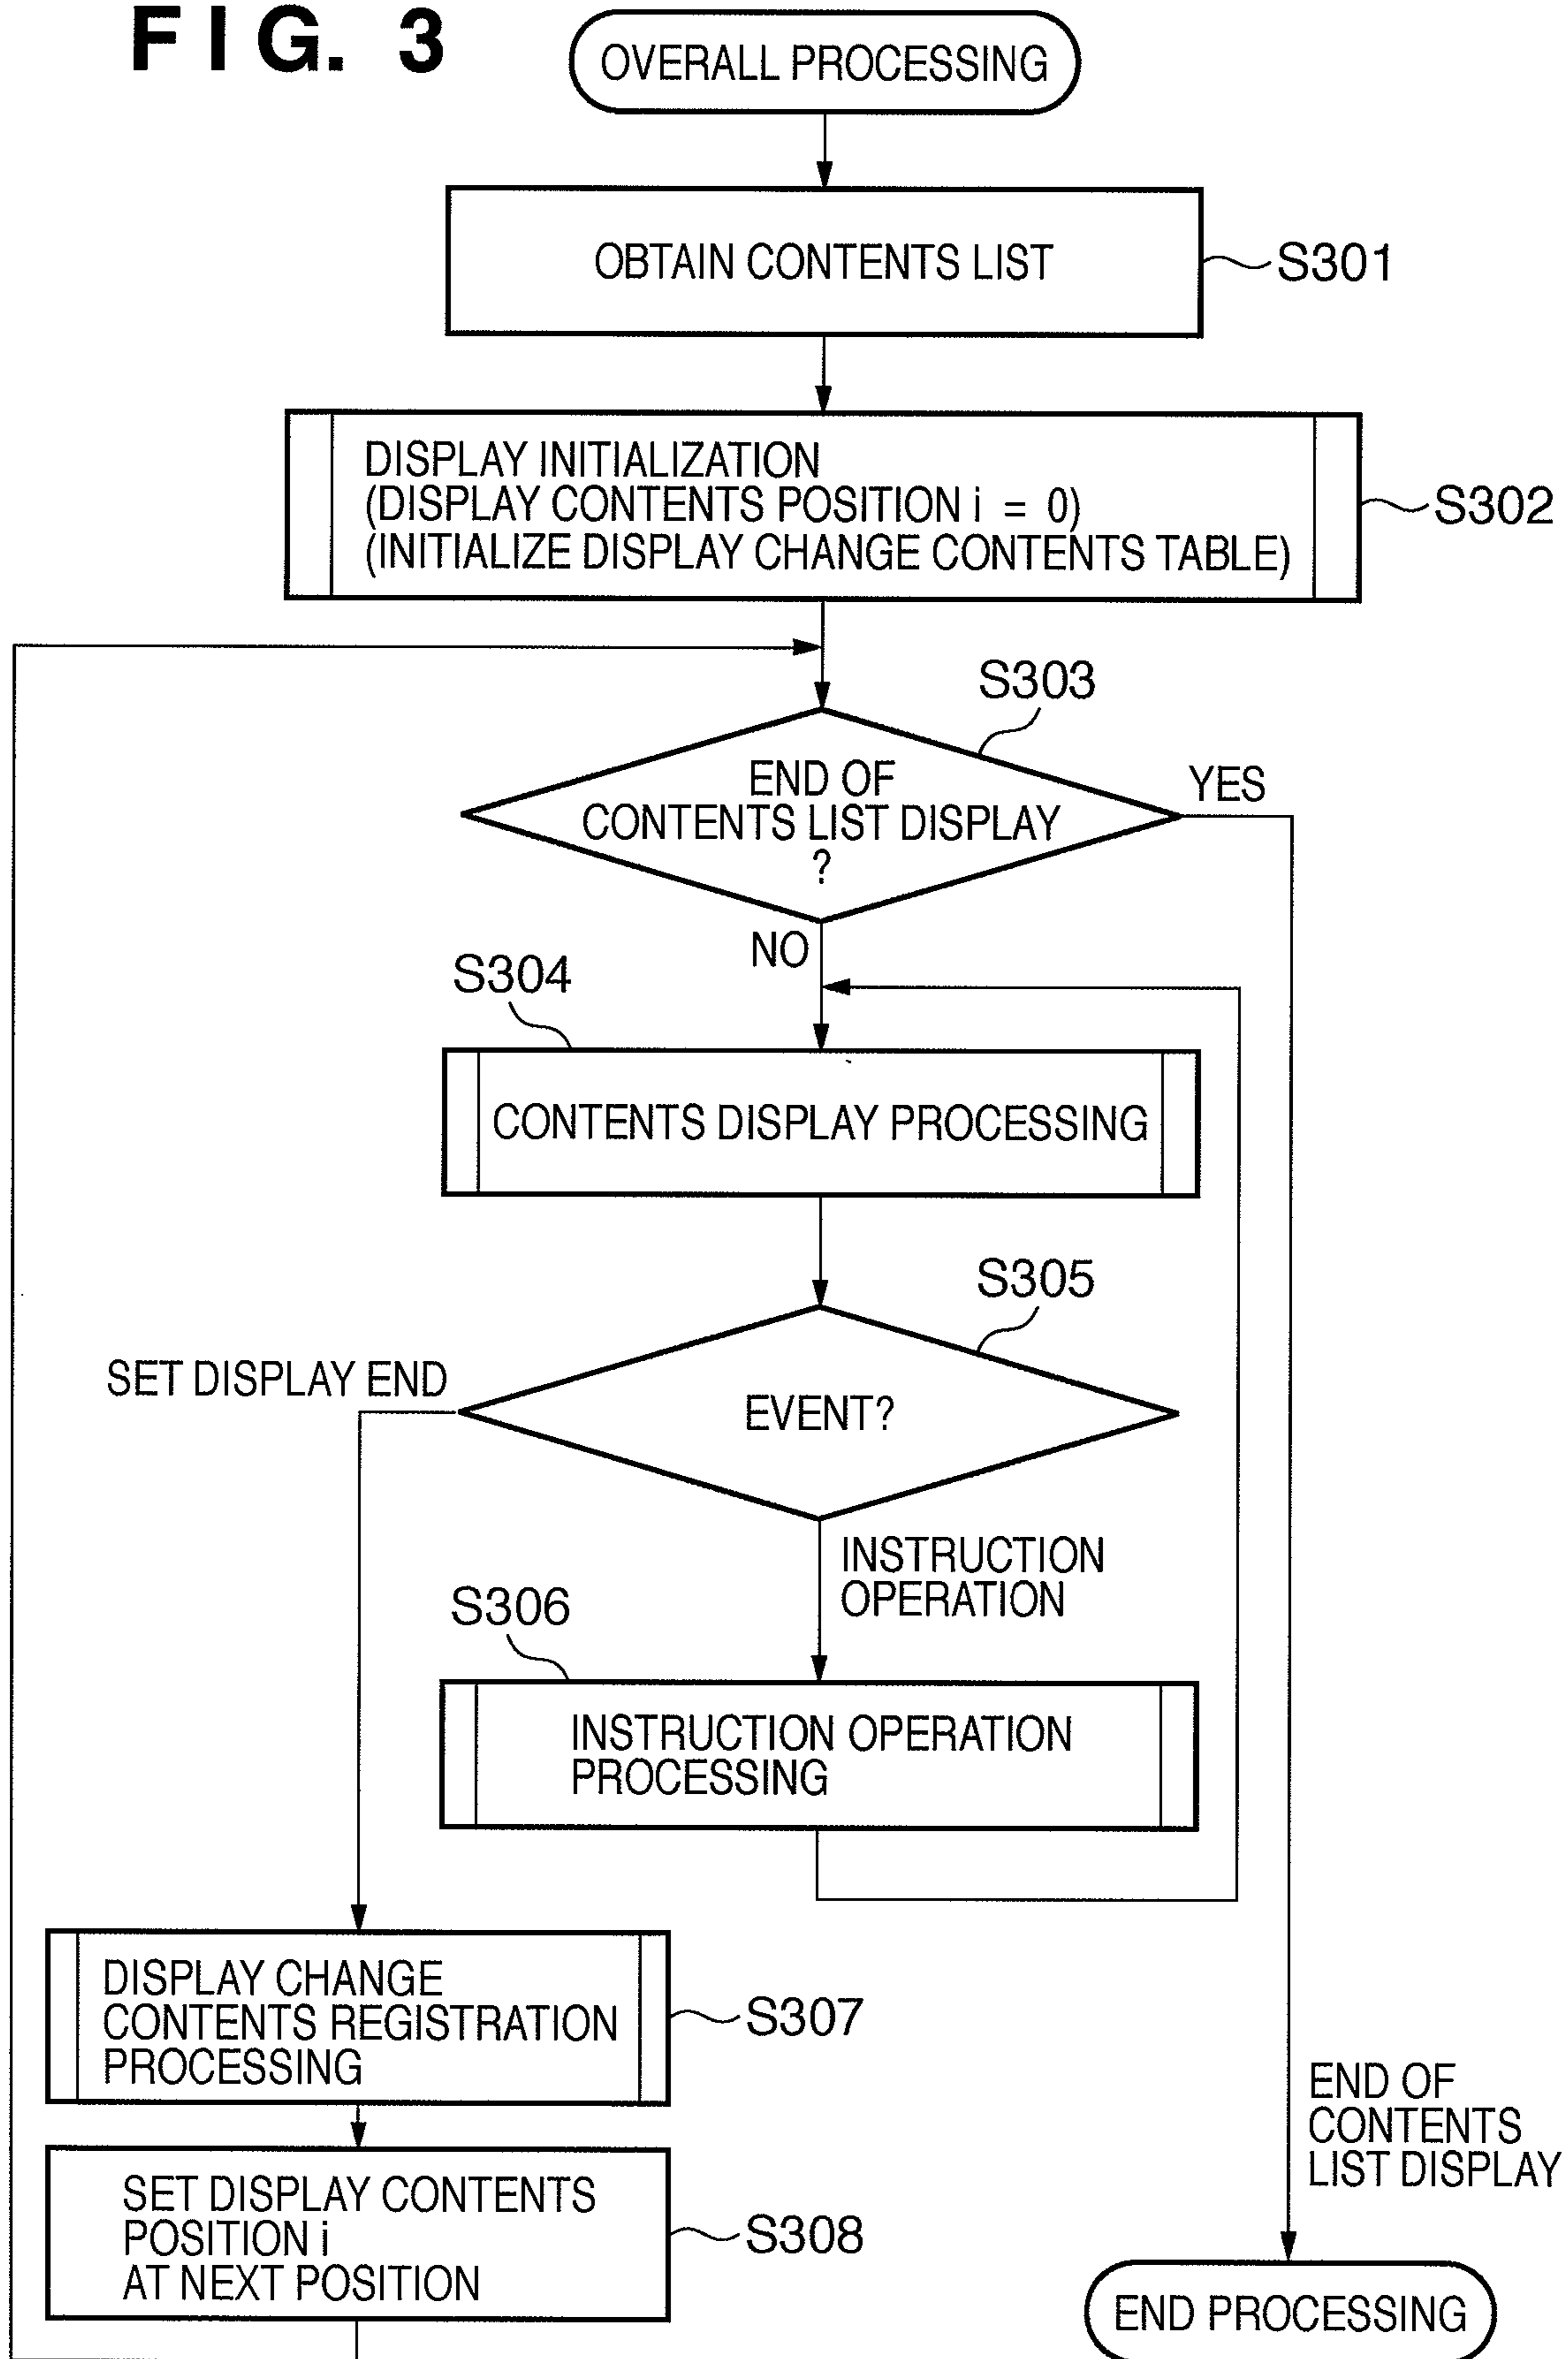 FIG. 3
OVERALL PROCESSING
OBTAIN CONTENTS LIST
S301
DISPLAY INITIALIZATION
(DISPLAY CONTENTS POSITION i = 0)
(INITIALIZE DISPLAY CHANGE CONTENTS TABLE)
S302
S303
END OF
CONTENTS LIST DISPLAY
?
YES
NO
S304
CONTENTS DISPLAY PROCESSING
S305
SET DISPLAY END
EVENT?
INSTRUCTION
OPERATION
S306
INSTRUCTION OPERATION
PROCESSING
DISPLAY CHANGE
CONTENTS REGISTRATION
PROCESSING
S307
END OF
CONTENTS
LIST DISPLAY
SET DISPLAY CONTENTS
POSITION i
AT NEXT POSITION
S308
END PROCESSING